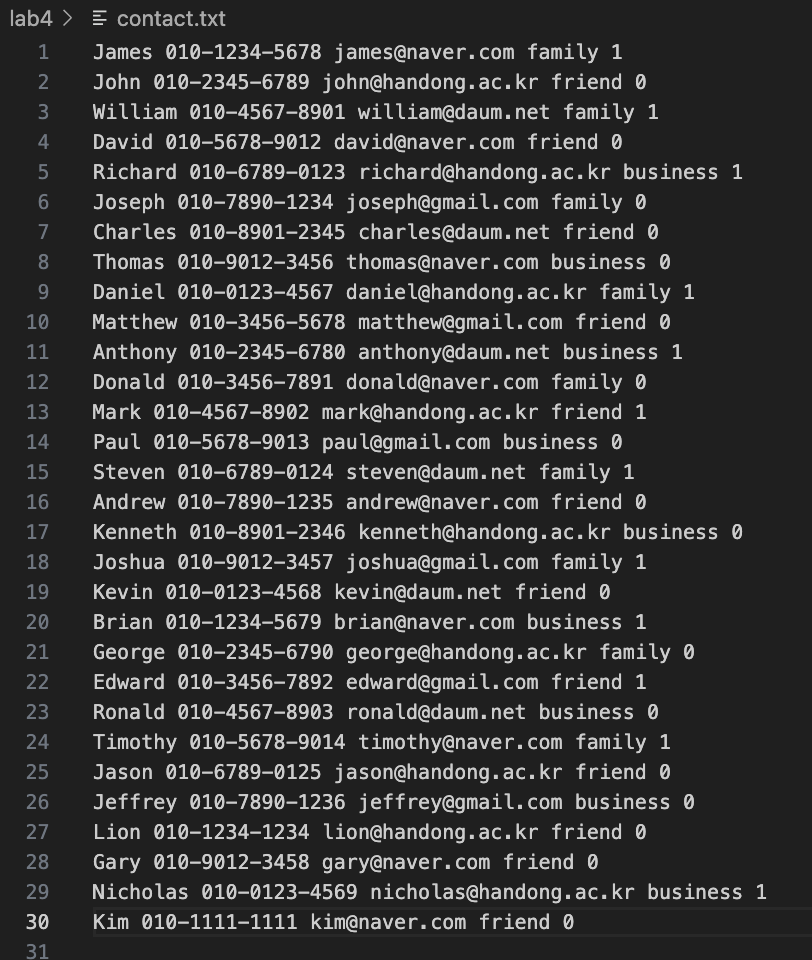 lab4 > contact.txt
1 James 010-1234-5678 james@naver.com family 1
2 John 010-2345-6789 john@handong.ac.kr friend 0
3 William 010-4567-8901 william@daum.net family 1
4 David 010-5678-9012 david@naver.com friend 0
5 Richard 010-6789-0123 richard@handong.ac.kr business 1
6 Joseph 010-7890-1234 joseph@gmail.com family 0
7 Charles 010-8901-2345 charles@daum.net friend 0
8 Thomas 010-9012-3456 thomas@naver.com business 0
9 Daniel 010-0123-4567 daniel@handong.ac.kr family 1
10 Matthew 010-3456-5678 matthew@gmail.com friend 0
11 Anthony 010-2345-6780 anthony@daum.net business 1
12 Donald 010-3456-7891 donald@naver.com family 0
13 Mark 010-4567-8902 mark@handong.ac.kr friend 1
14 Paul 010-5678-9013 paul@gmail.com business 0
15 Steven 010-6789-0124 steven@daum.net family 1
16 Andrew 010-7890-1235 andrew@naver.com friend 0
17 Kenneth 010-8901-2346 kenneth@handong.ac.kr business 0
18 Joshua 010-9012-3457 joshua@gmail.com family 1
19 Kevin 010-0123-4568 kevin@daum.net friend 0
20 Brian 010-1234-5679 brian@naver.com business 1
21 George 010-2345-6790 george@handong.ac.kr family 0
22 Edward 010-3456-7892 edward@gmail.com friend 1
23 Ronald 010-4567-8903 ronald@daum.net business 0
24 Timothy 010-5678-9014 timothy@naver.com family 1
25 Jason 010-6789-0125 jason@handong.ac.kr friend 0
26 Jeffrey 010-7890-1236 jeffrey@gmail.com business 0
27 Lion 010-1234-1234 lion@handong.ac.kr friend 0
28 Gary 010-9012-3458 gary@naver.com friend 0
29 Nicholas 010-0123-4569 nicholas@handong.ac.kr business 1
30 Kim 010-1111-1111 kim@naver.com friend 0
31